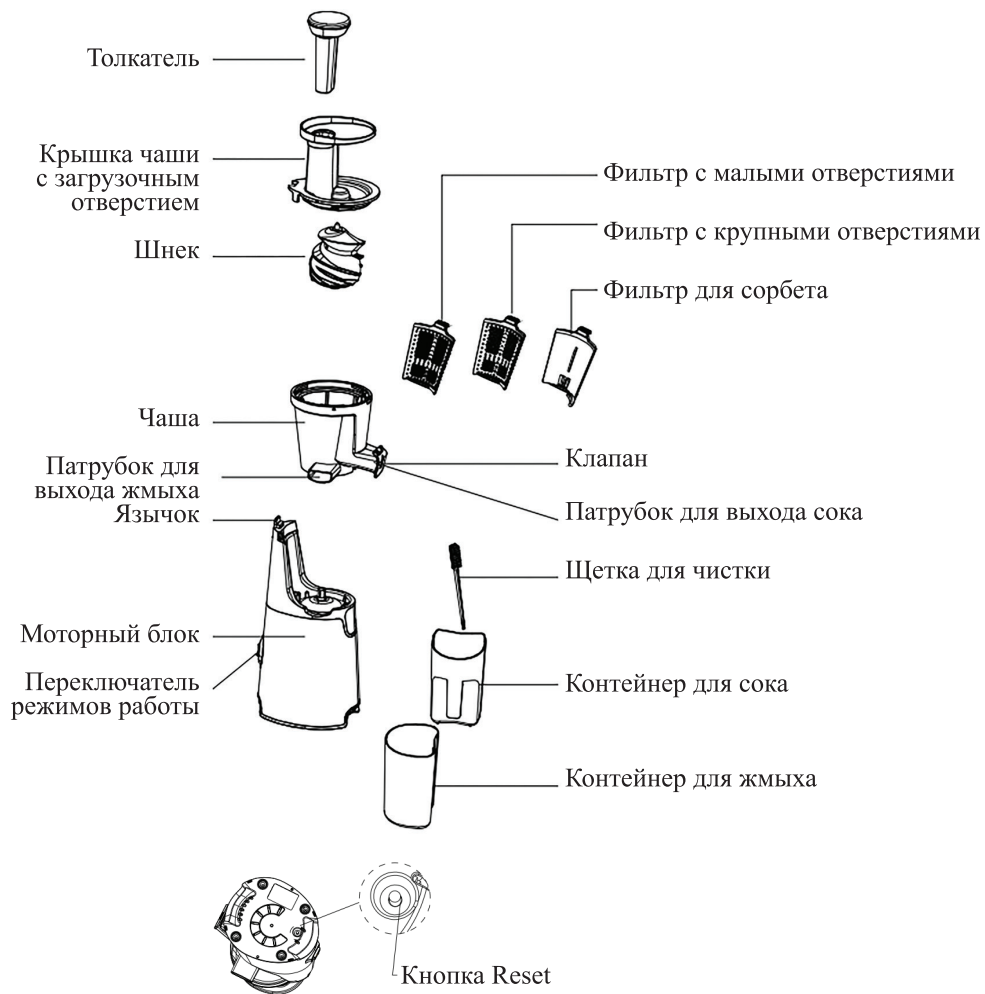 Толкатель
Крышка чаши
с загрузочным
отверстием
Шнек
Фильтр с малыми отверстиями
Фильтр с крупными отверстиями
Фильтр для сорбета
Чаша
Патрубок для
выхода жмыха
Язычок
Клапан
Патрубок для выхода сока
Щетка для чистки
Моторный блок
Переключатель
режимов работы
Контейнер для сока
Контейнер для жмыха
Кнопка Reset